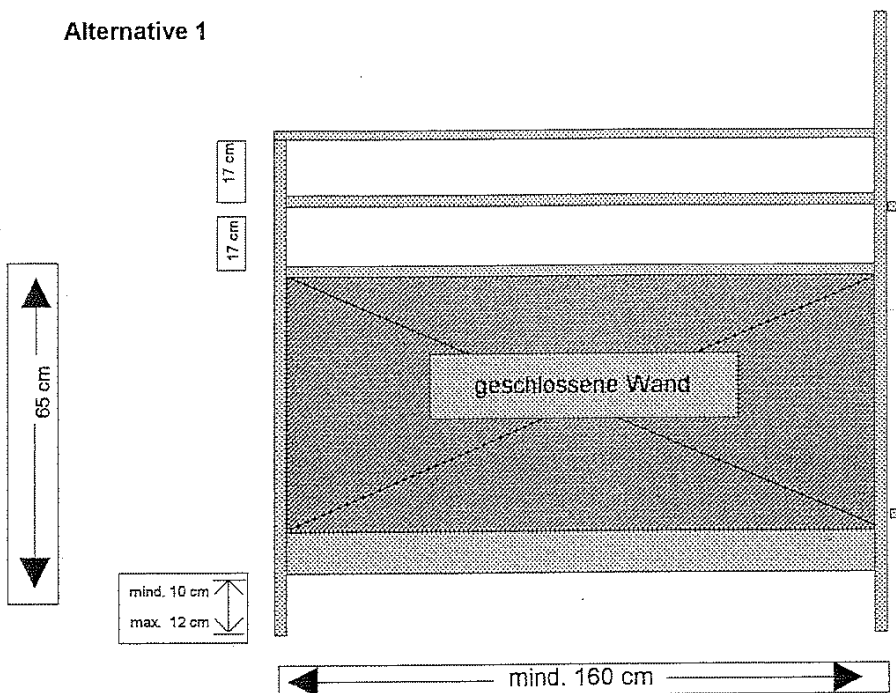 Alternative 1
17 cm
17 cm
65 cm
geschlossene Wand
mind. 10 cm
max. 12 cm
mind. 160 cm